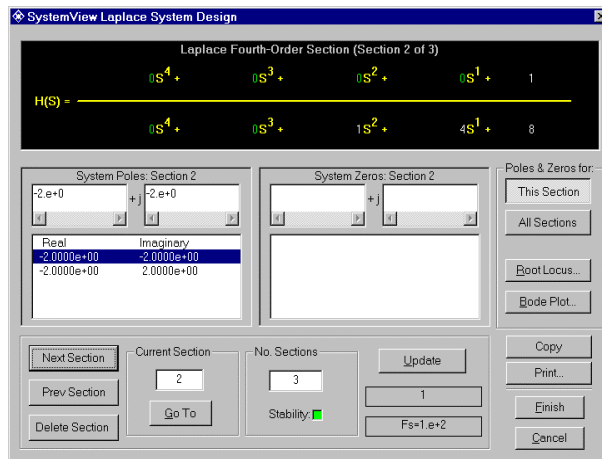 SystemView Laplace System Design
Laplace Fourth-Order Section (Section 2 of 3)
0S4 + 0S3 + 0S2 + 0S1 + 1
H(S) =
0S4 + 0S3 + 1S2 + 4S1 + 8
System Poles: Section 2
-2.e+0 + j -2.e+0
Real Imaginary
-2.0000e+00 -2.0000e+00
-2.0000e+00 2.0000e+00
System Zeros: Section 2
+ j
Poles & Zeros for:
This Section
All Sections
Root Locus...
Bode Plot...
Next Section
Prev Section
Delete Section
Current Section
2
Go To
No. Sections
3
Stability:
Update
1
Fs=1.e+2
Copy
Print...
Finish
Cancel